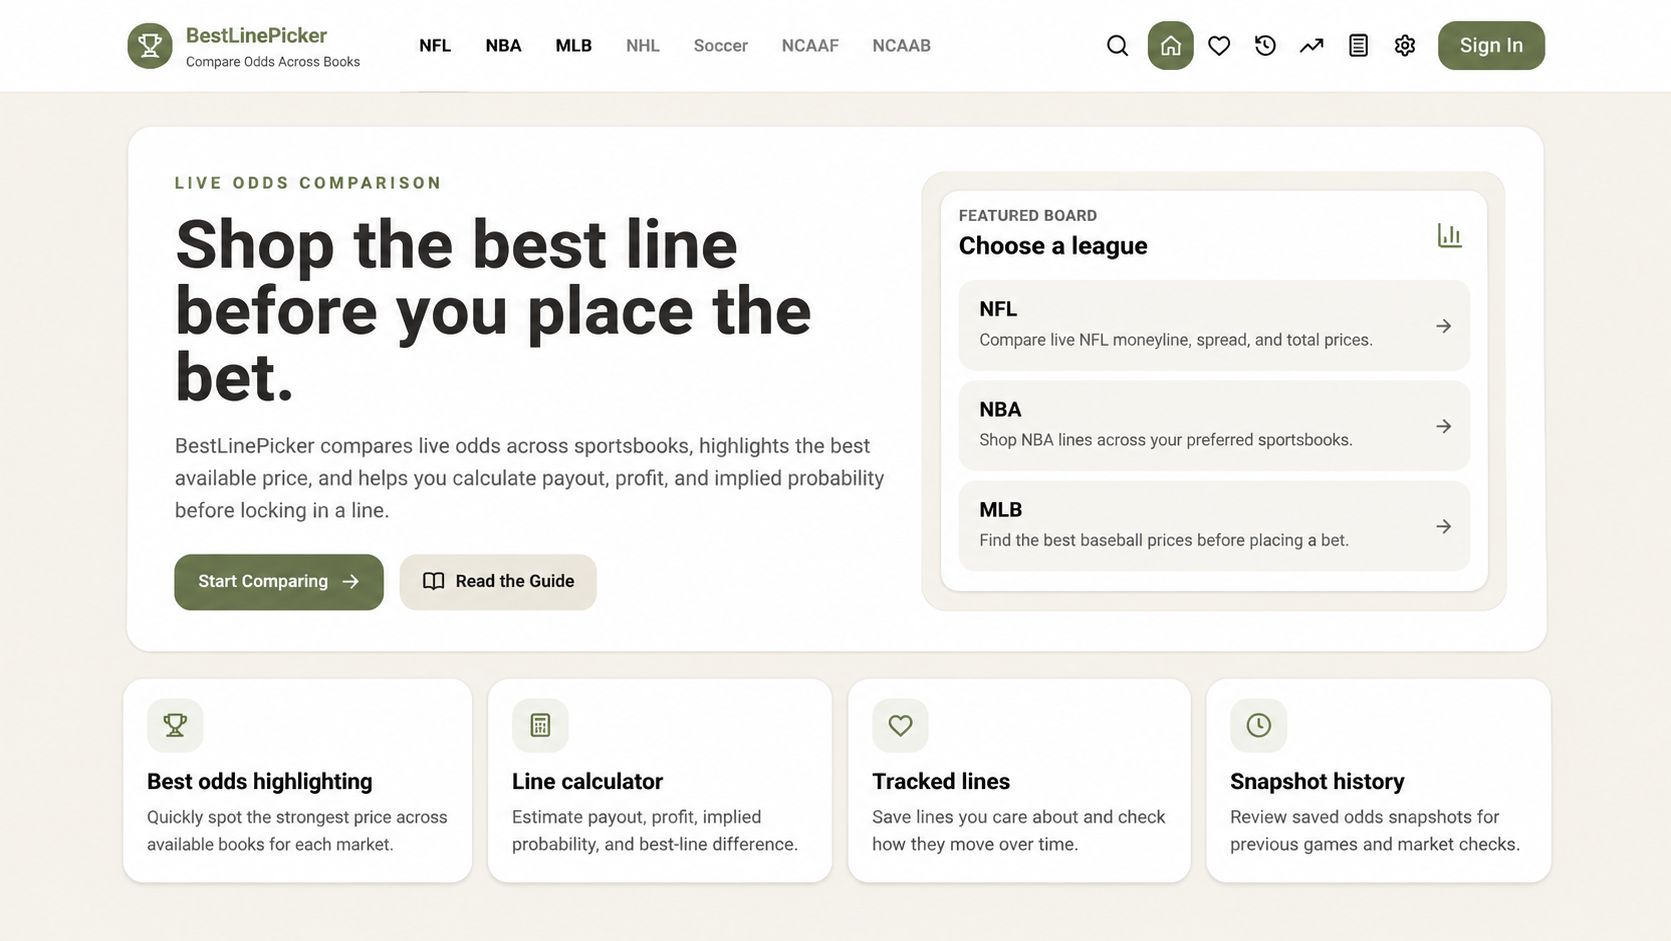 BestLinePicker
Compare Odds Across Books
NFL
NBA
MLB
NHL
Soccer
NCAAF
NCAAB
Sign In
LIVE ODDS COMPARISON
Shop the best line
before you place the
bet.
BestLinePicker compares live odds across sportsbooks, highlights the best
available price, and helps you calculate payout, profit, and implied probability
before locking in a line.
Start Comparing
Read the Guide
FEATURED BOARD
Choose a league
NFL
Compare live NFL moneyline, spread, and total prices.
NBA
Shop NBA lines across your preferred sportsbooks.
MLB
Find the best baseball prices before placing a bet.
Best odds highlighting
Quickly spot the strongest price across
available books for each market.
Line calculator
Estimate payout, profit, implied
probability, and best-line difference.
Tracked lines
Save lines you care about and check
how they move over time.
Snapshot history
Review saved odds snapshots for
previous games and market checks.